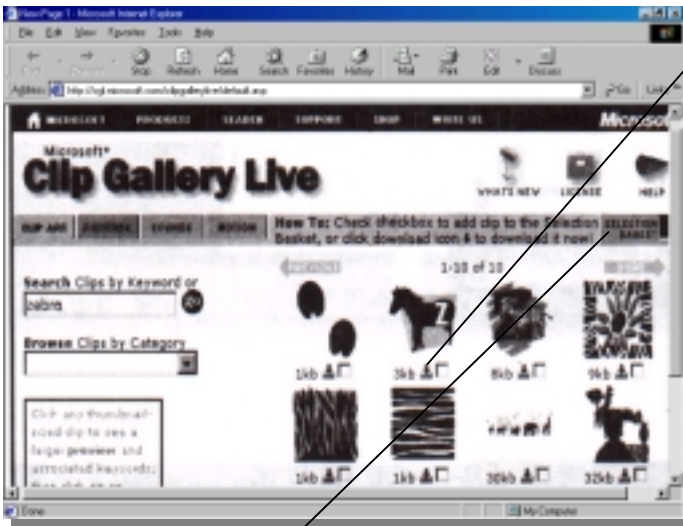 New Page 1 - Microsoft Internet Explorer
File Edit View Favorites Tools Help
Stop Refresh Home Search Favorites History Mail Print Edit Discuss
Address Go Links
MICROSOFT PRODUCTS SEARCH SUPPORT SHOP WRITE US Microsoft
Microsoft
Clip Gallery Live
WHATS NEW LICENSE HELP
CLIP ART SOUNDS MOTION How To: Check checkbox to add clip to the Selection
Basket, or click download icon to download it now!
SELECTION
BASKET
Search Clips by Keyword or
zebra Go
Browse Clips by Category
1-10 of 10
Z
1kb 3kb 8kb 9kb
Click any thumbnail-
sized clip to see a
larger preview and
associated keywords;
1kb 1kb 30kb 32kb
Done My Computer